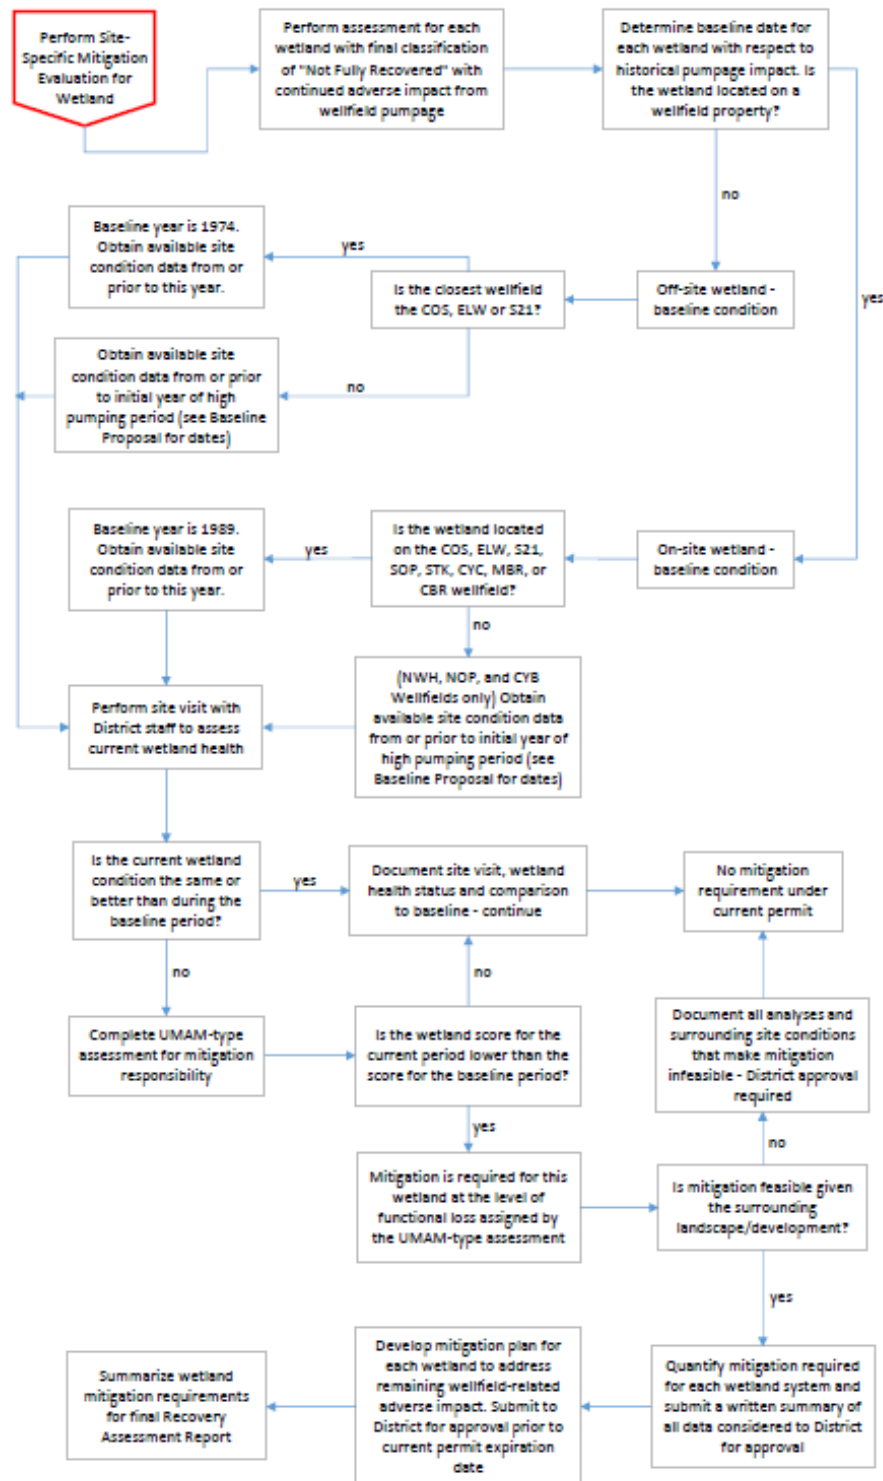 Perform Site-
Specific Mitigation
Evaluation for
Wetland
Perform assessment for each
wetland with final classification
of "Not Fully Recovered" with
continued adverse impact from
wellfield pumpage
Determine baseline date for
each wetland with respect to
historical pumpage impact. Is
the wetland located on a
wellfield property?
no
yes
Baseline year is 1974.
Obtain available site
condition data from or
prior to this year.
yes
Is the closest wellfield
the COS, ELW or S21?
Off-site wetland -
baseline condition
Obtain available site
condition data from or prior
to initial year of high
pumping period (see Baseline
Proposal for dates)
no
Baseline year is 1989.
Obtain available site
condition data from or
prior to this year.
yes
Is the wetland located
on the COS, ELW, S21,
SOP, STK, CYC, MBR, or
CBR wellfield?
On-site wetland -
baseline condition
no
Perform site visit with
District staff to assess
current wetland health
(NWH, NOP, and CYB
Wellfields only) Obtain
available site condition data
from or prior to initial year of
high pumping period (see
Baseline Proposal for dates)
Is the current wetland
condition the same or
better than during the
baseline period?
yes
Document site visit, wetland
health status and comparison
to baseline - continue
No mitigation
requirement under
current permit
no
no
Complete UMAM-type
assessment for mitigation
responsibility
Is the wetland score for the
current period lower than the
score for the baseline period?
Document all analyses and
surrounding site conditions
that make mitigation
infeasible - District approval
required
yes
no
Mitigation is required for this
wetland at the level of
functional loss assigned by
the UMAM-type assessment
Is mitigation feasible given
the surrounding
landscape/development?
yes
Summarize wetland
mitigation requirements
for final Recovery
Assessment Report
Develop mitigation plan for
each wetland to address
remaining wellfield-related
adverse impact. Submit to
District for approval prior to
current permit expiration
date
Quantify mitigation required
for each wetland system and
submit a written summary of
all data considered to District
for approval